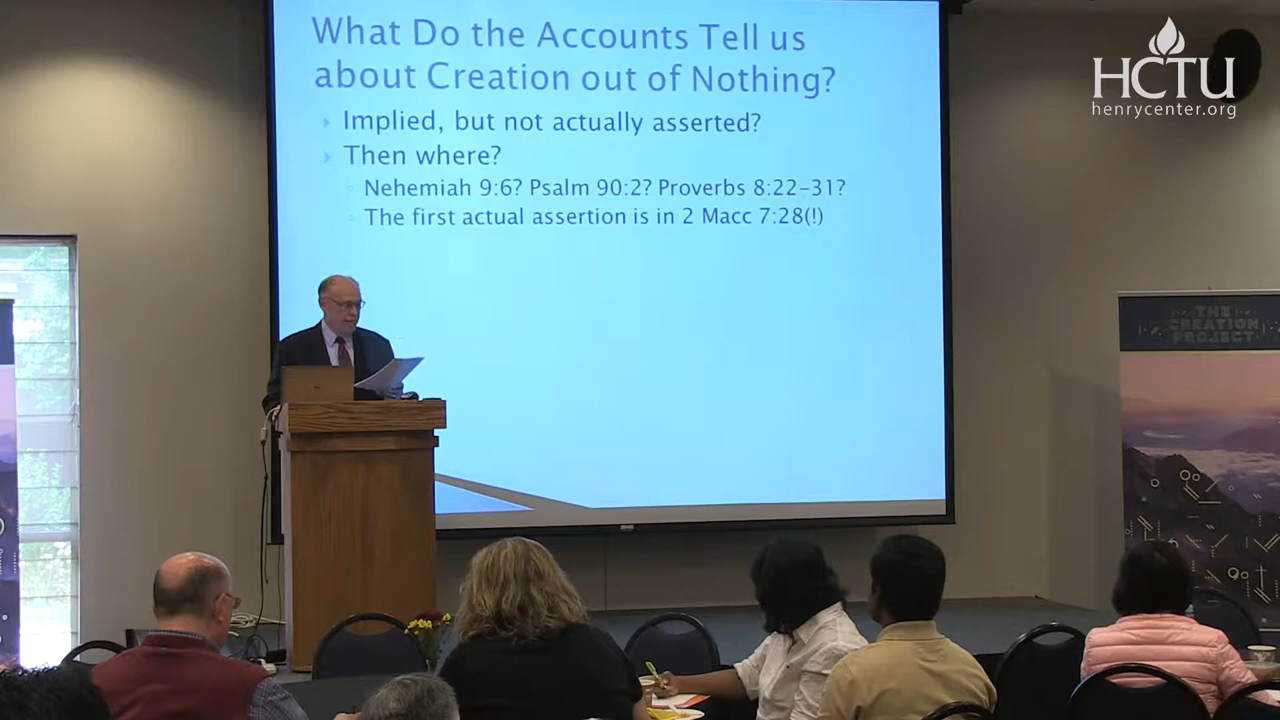 What Do the Accounts Tell us
about Creation out of Nothing?
Implied, but not actually asserted?
Then where?
Nehemiah 9:6? Psalm 90:2? Proverbs 8:22-31?
The first actual assertion is in 2 Macc 7:28(!)
HCTU
henrycenter.org
THE
CREATION
PROJECT